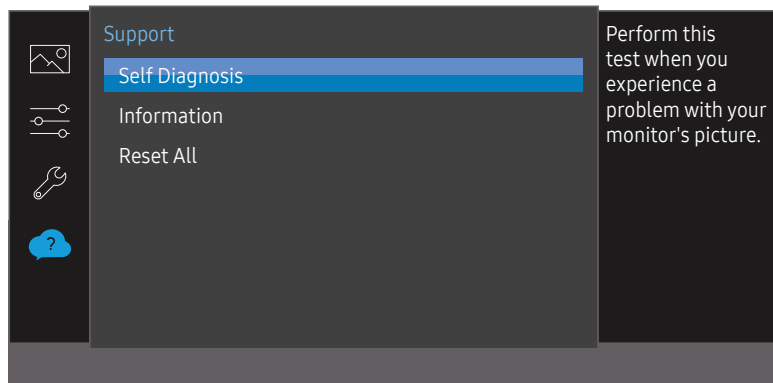 Support
Self Diagnosis
Information
Reset All
Perform this
test when you
experience a
problem with your
monitor's picture.
?